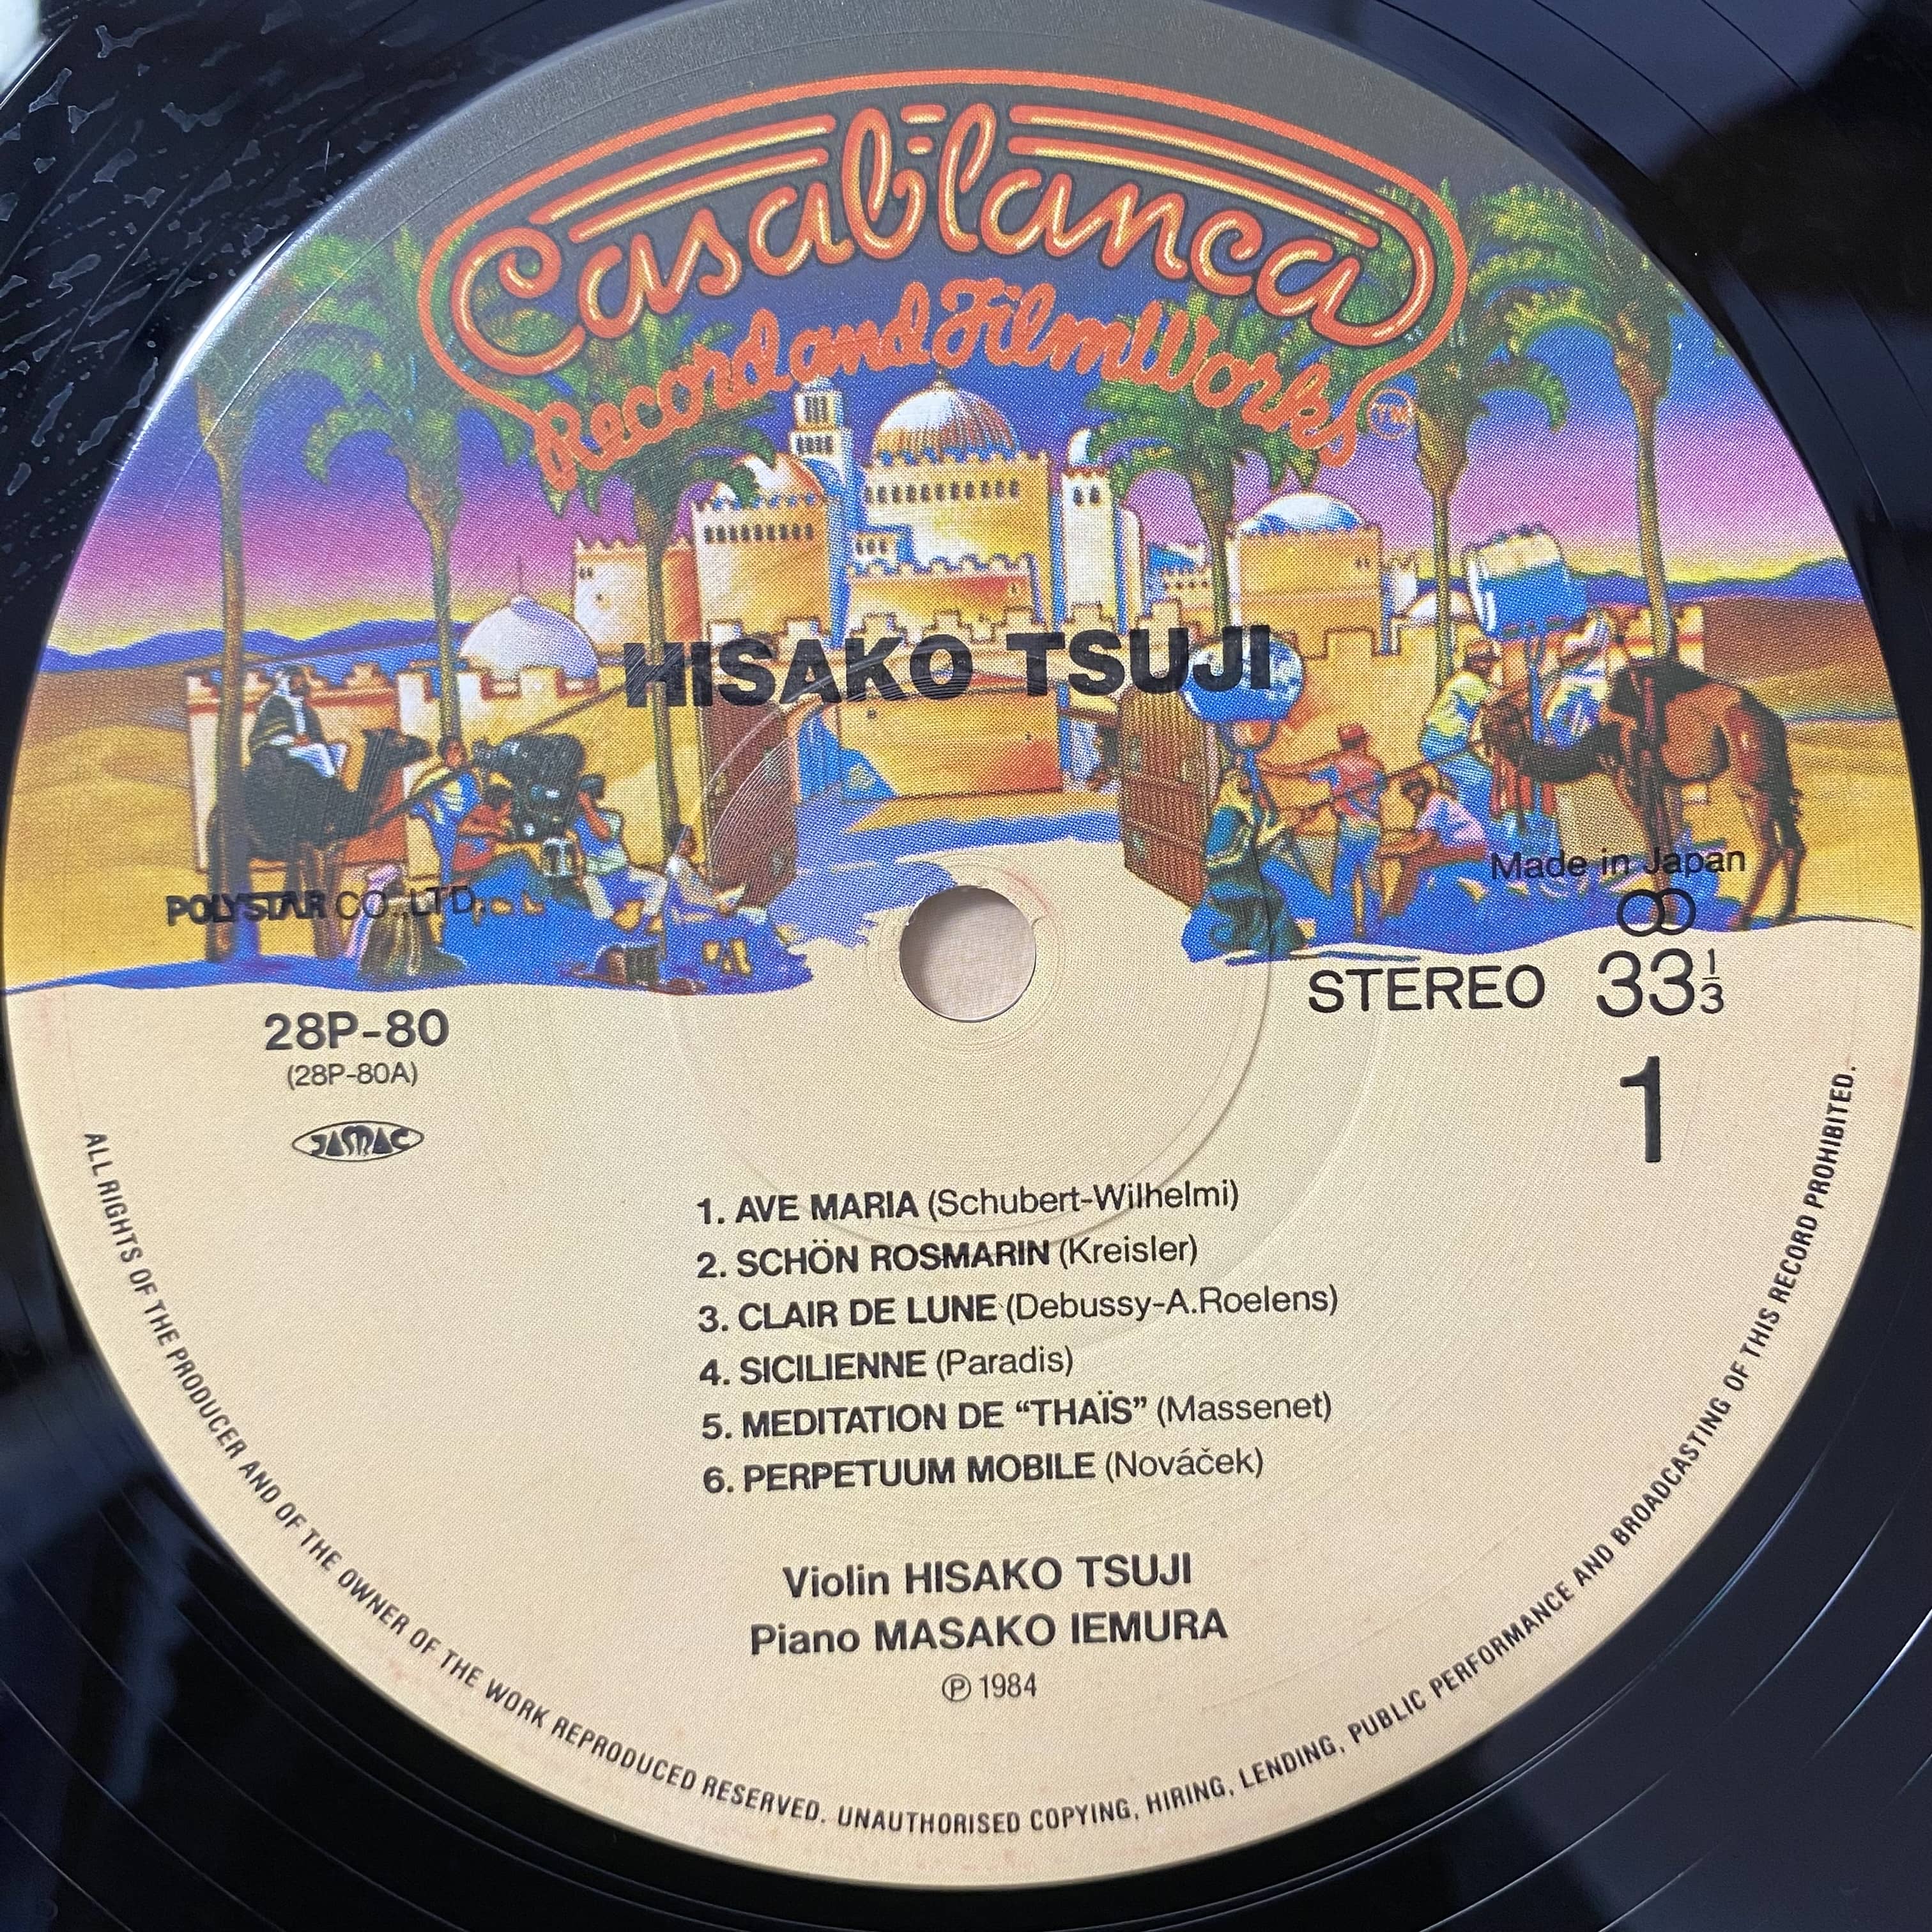 Casablanca
Record and FilmWorks
TM
HISAKO TSUJI
Made in Japan
POLYSTAR CO., LTD.
STEREO 33⅓
28P-80
(28P-80A)
1
JASRAC
1. AVE MARIA (Schubert-Wilhelmi)
2. SCHÖN ROSMARIN (Kreisler)
3. CLAIR DE LUNE (Debussy-A.Roelens)
4. SICILIENNE (Paradis)
5. MEDITATION DE “THAÏS” (Massenet)
6. PERPETUUM MOBILE (Nováček)
Violin HISAKO TSUJI
Piano MASAKO IEMURA
℗ 1984
ALL RIGHTS OF THE PRODUCER AND OF THE OWNER OF THE WORK REPRODUCED RESERVED. UNAUTHORISED COPYING, HIRING, LENDING, PUBLIC PERFORMANCE AND BROADCASTING OF THIS RECORD PROHIBITED.